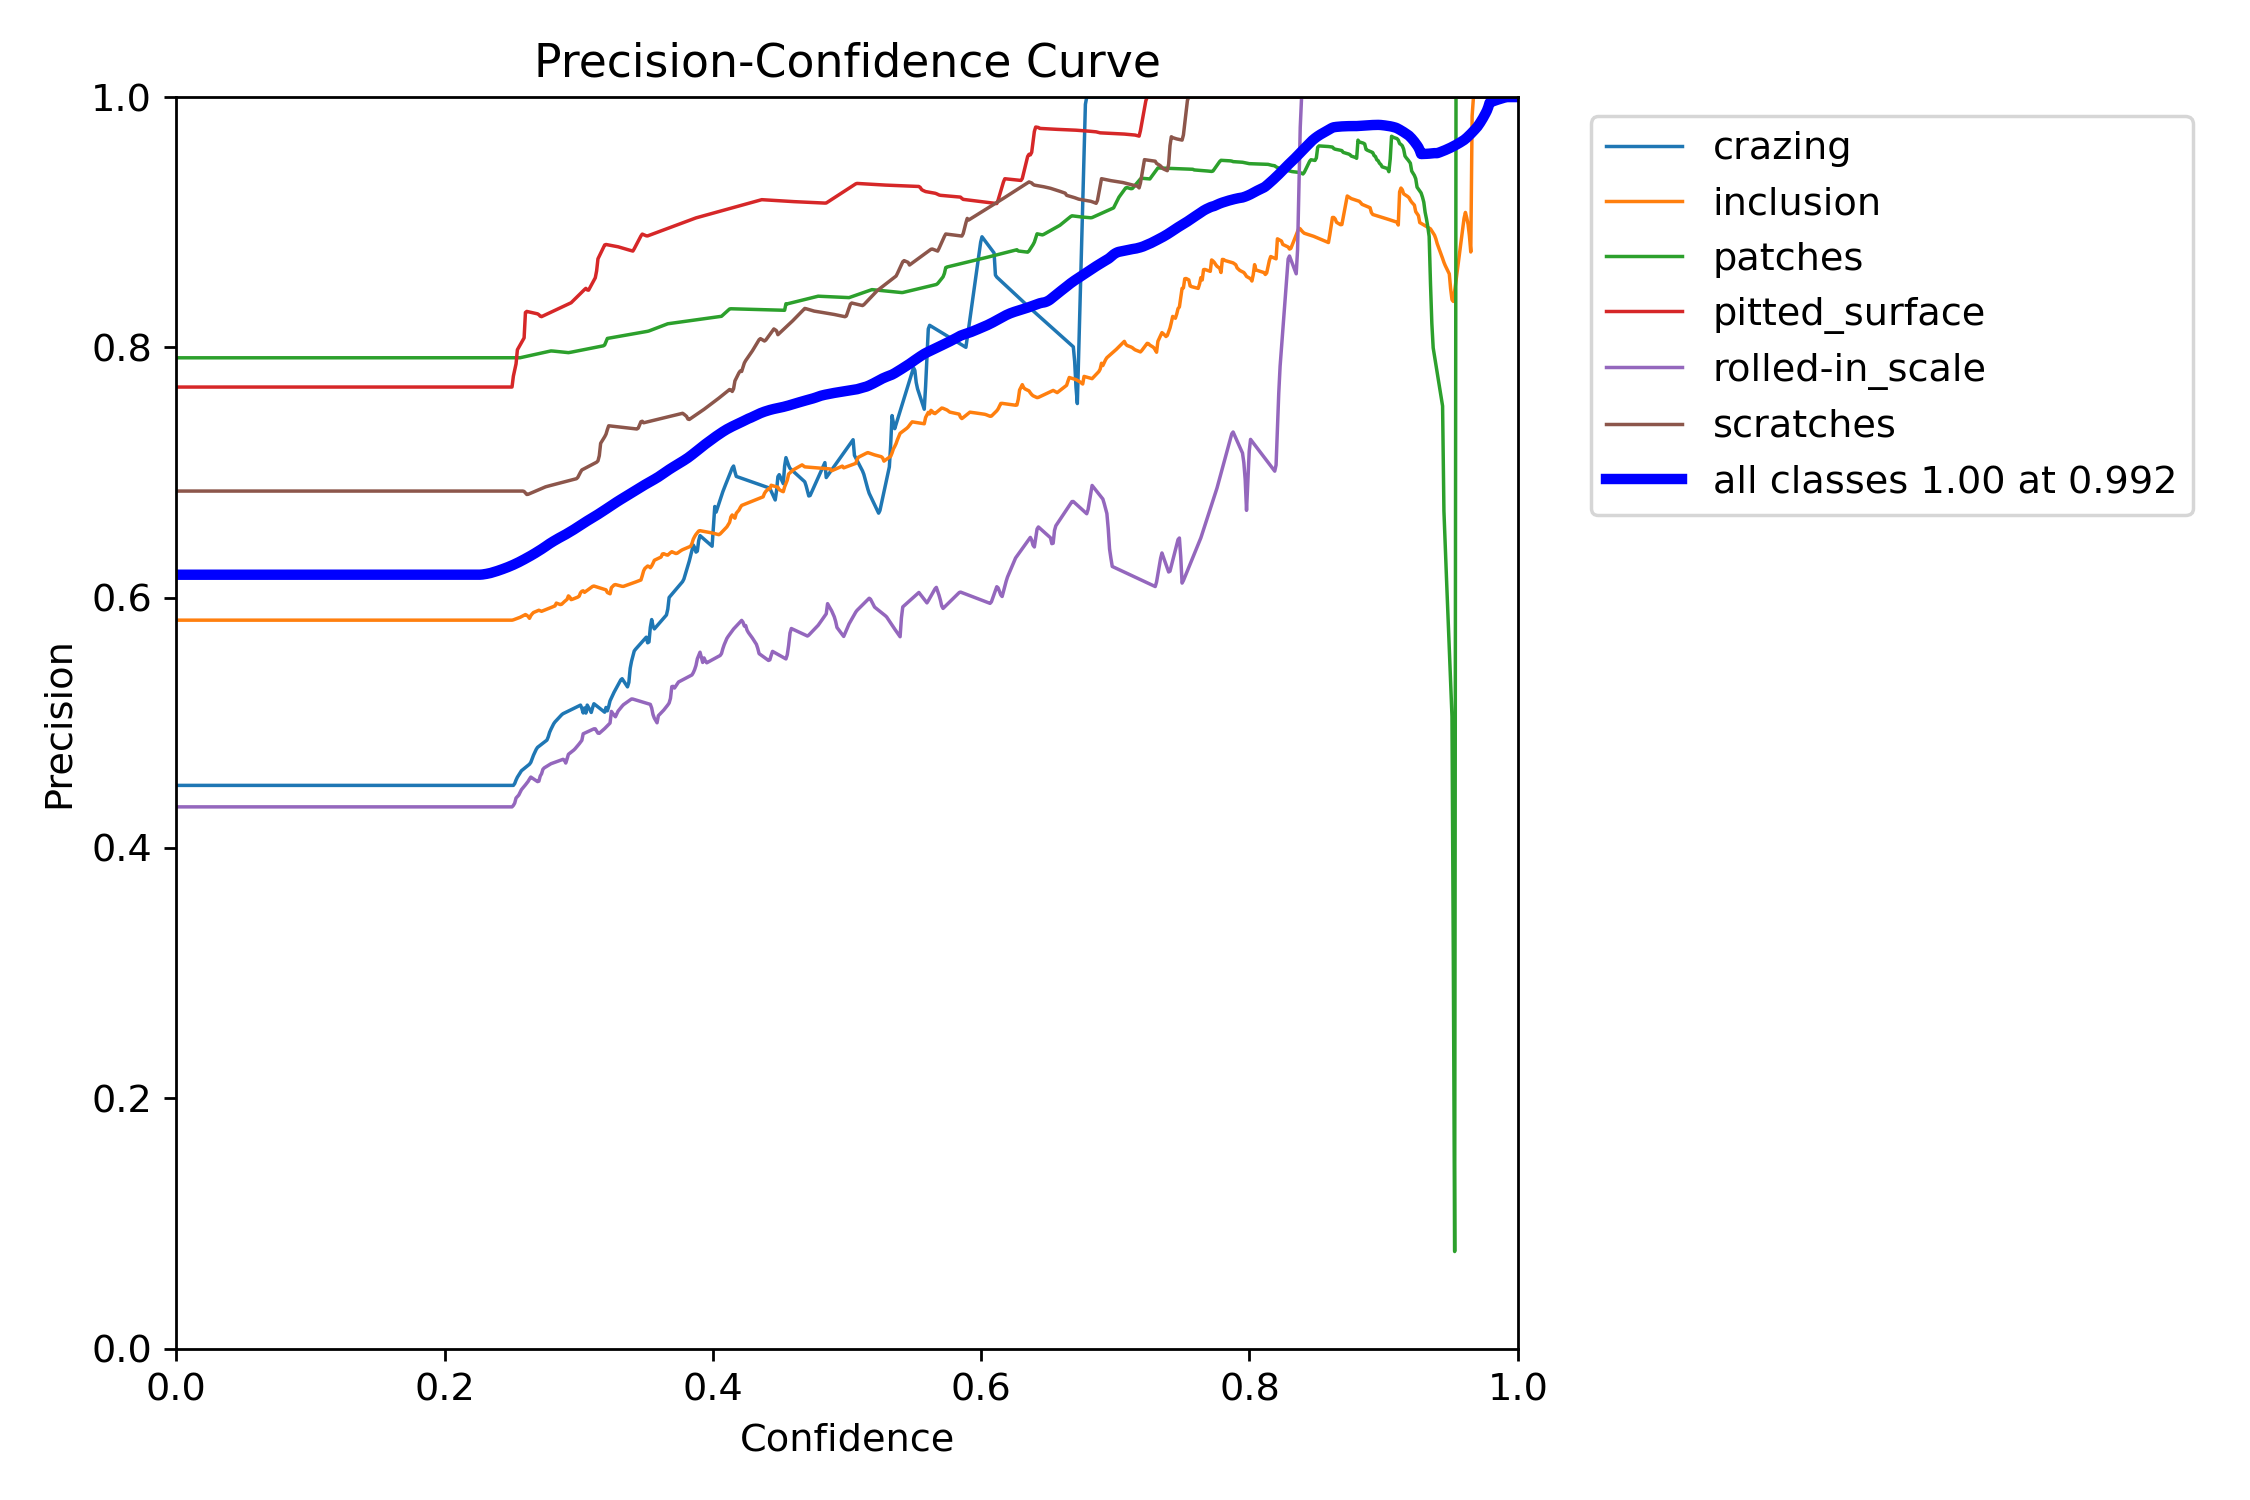 Precision-Confidence Curve
1.0
0.8
0.6
0.4
0.2
0.0
Precision
0.0 0.2 0.4 0.6 0.8 1.0
Confidence
crazing
inclusion
patches
pitted_surface
rolled-in_scale
scratches
all classes 1.00 at 0.992